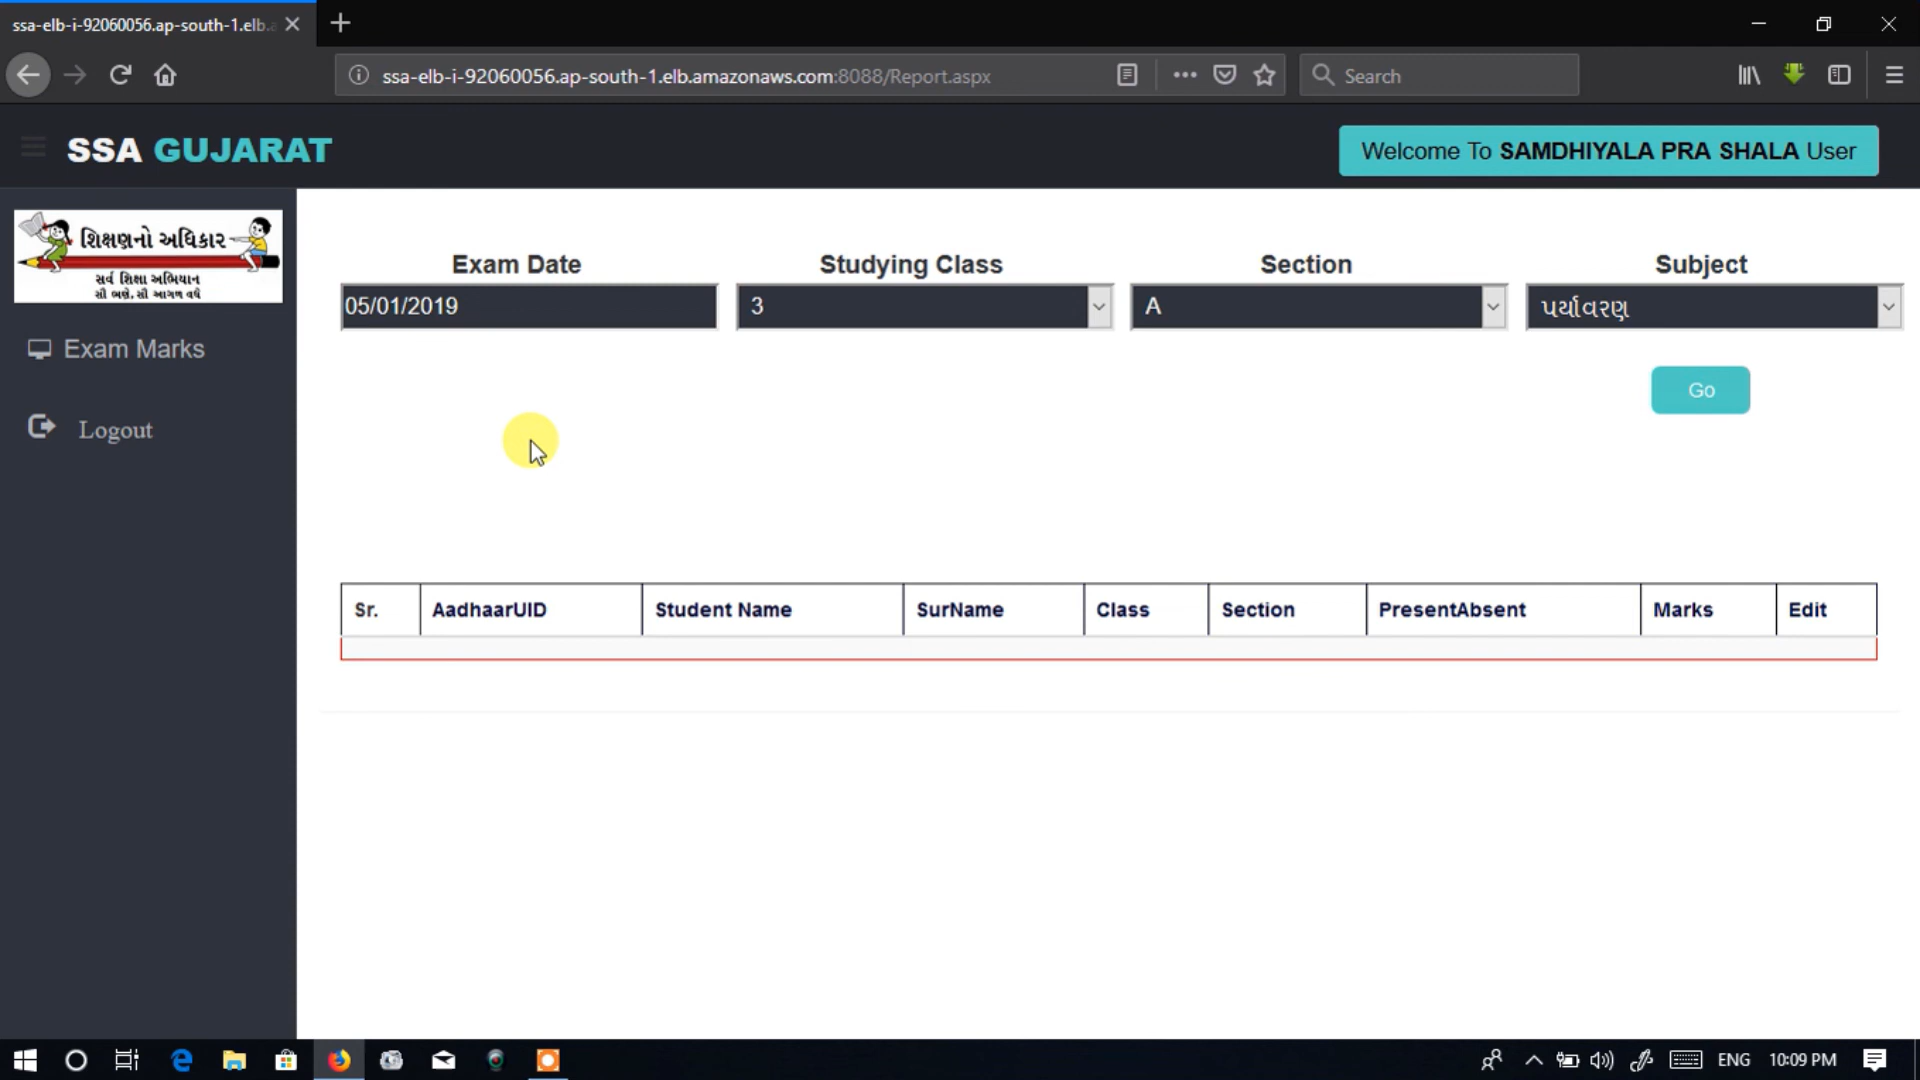 ssa-elb-i-92060056.ap-south-1.elb.a
ssa-elb-i-92060056.ap-south-1.elb.amazonaws.com:8088/Report.aspx
Search
SSA GUJARAT
Welcome To SAMDHIYALA PRA SHALA User
શિક્ષણનો અધિકાર
સર્વ શિક્ષા અભિયાન
સૌ ભણે, સૌ આગળ વધે
Exam Marks
Logout
Exam Date Studying Class Section Subject
05/01/2019 3 A પર્યાવરણ
Go
Sr. AadhaarUID Student Name SurName Class Section PresentAbsent Marks Edit
ENG 10:09 PM